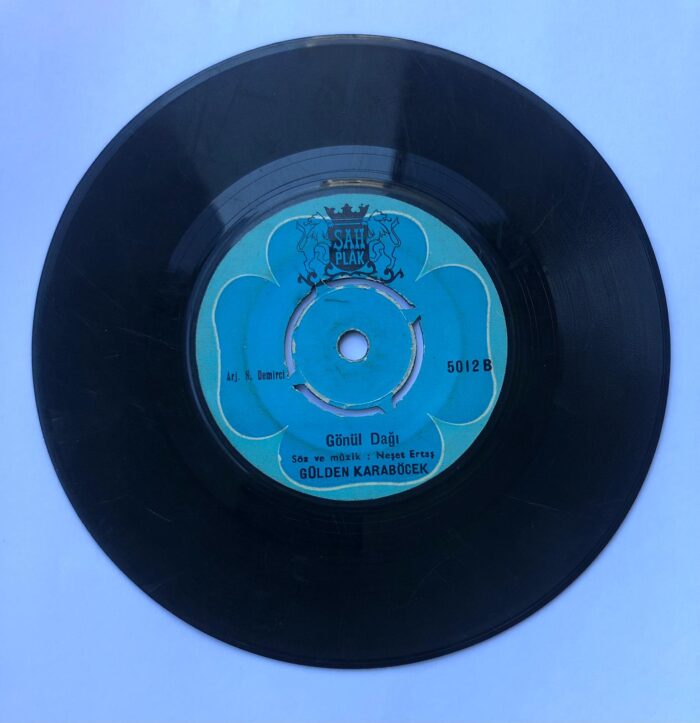 ŞAH
PLAK
Arj. N. Demirci
5012 B
Gönül Dağı
Söz ve müzik : Neşet Ertaş
GÜLDEN KARABÖCEK